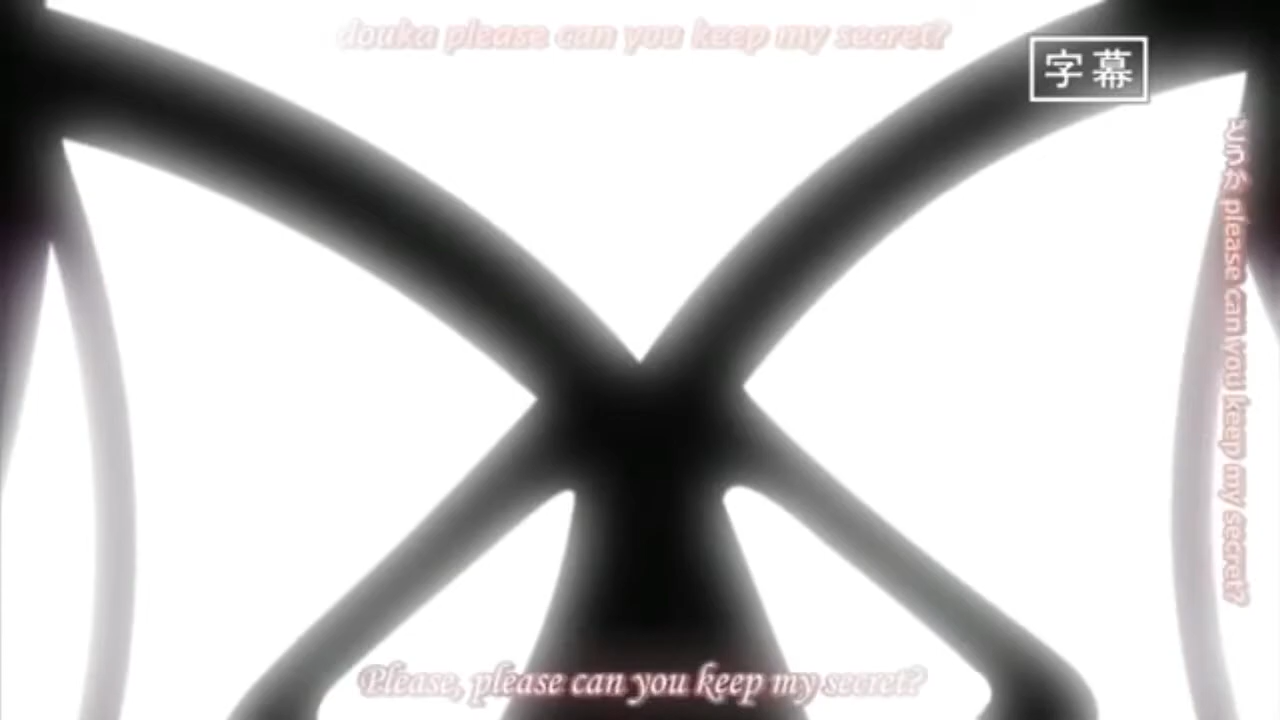 douka please can you keep my secret?
字幕
どうか please can you keep my secret?
Please, please can you keep my secret?